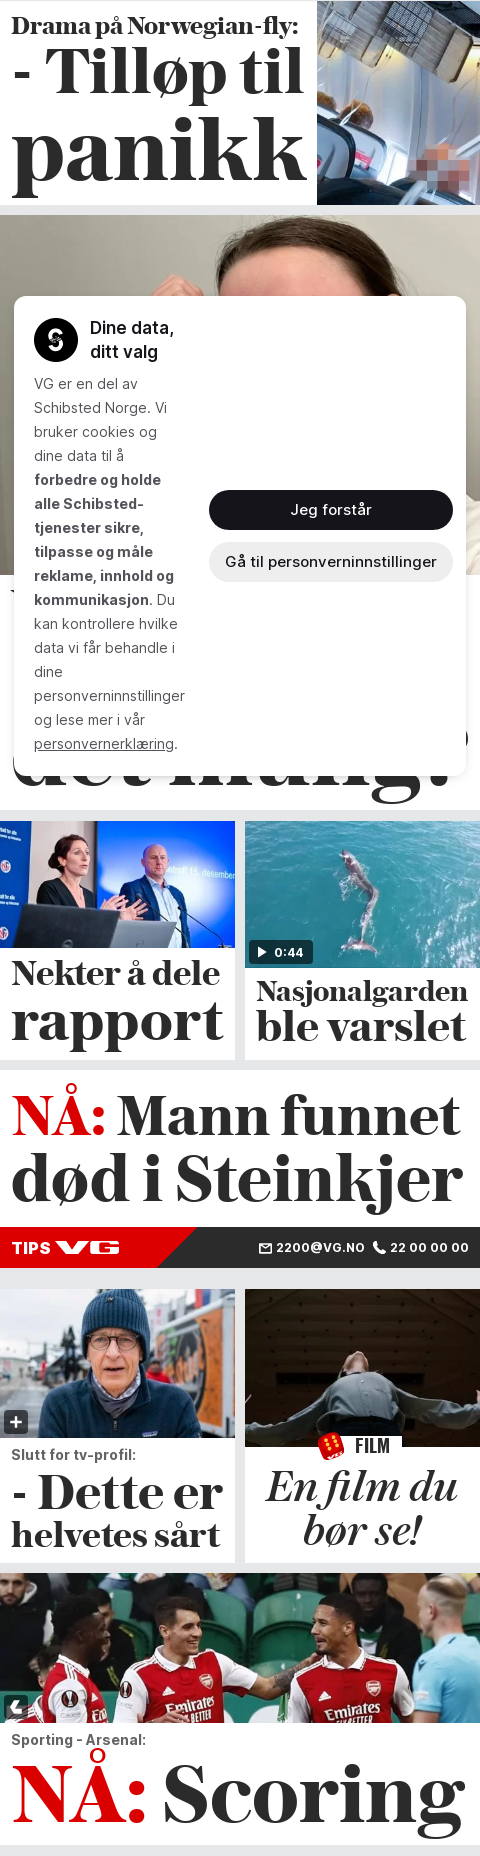 Drama på Norwegian-fly:
- Tilløp til
panikk
Dine data,
ditt valg
VG er en del av
Schibsted Norge. Vi
bruker cookies og
dine data til å
forbedre og holde
alle Schibsted-
tjenester sikre,
tilpasse og måle
reklame, innhold og
kommunikasjon. Du
kan kontrollere hvilke
data vi får behandle i
dine
personverninnstillinger
og lese mer i vår
personvernerklæring.
Jeg forstår
Gå til personverninnstillinger
det mulig?
Nekter å dele
rapport
0:44
Nasjonalgarden
ble varslet
NÅ: Mann funnet
død i Steinkjer
TIPS VG
2200@VG.NO 22 00 00 00
Slutt for tv-profil:
- Dette er
helvetes sårt
FILM
En film du
bør se!
Sporting - Arsenal:
NÅ: Scoring